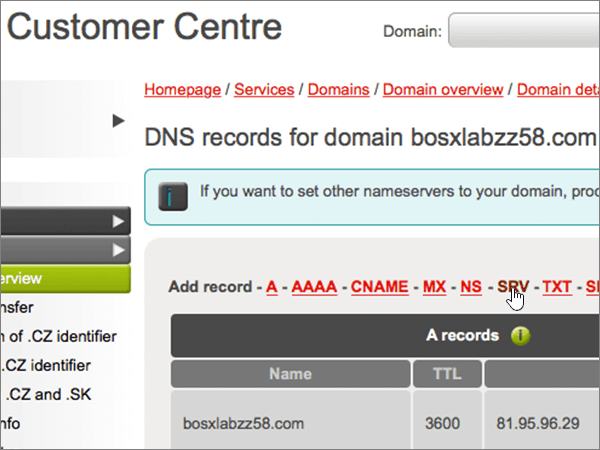 Customer Centre
Domain:
Homepage / Services / Domains / Domain overview / Domain deta
DNS records for domain bosxlabzz58.com
If you want to set other nameservers to your domain, proc
erview
nsfer
n of .CZ identifier
.CZ identifier
.CZ and .SK
nfo
Add record - A - AAAA - CNAME - MX - NS - SRV - TXT - S
A records
Name TTL
bosxlabzz58.com 3600 81.95.96.29